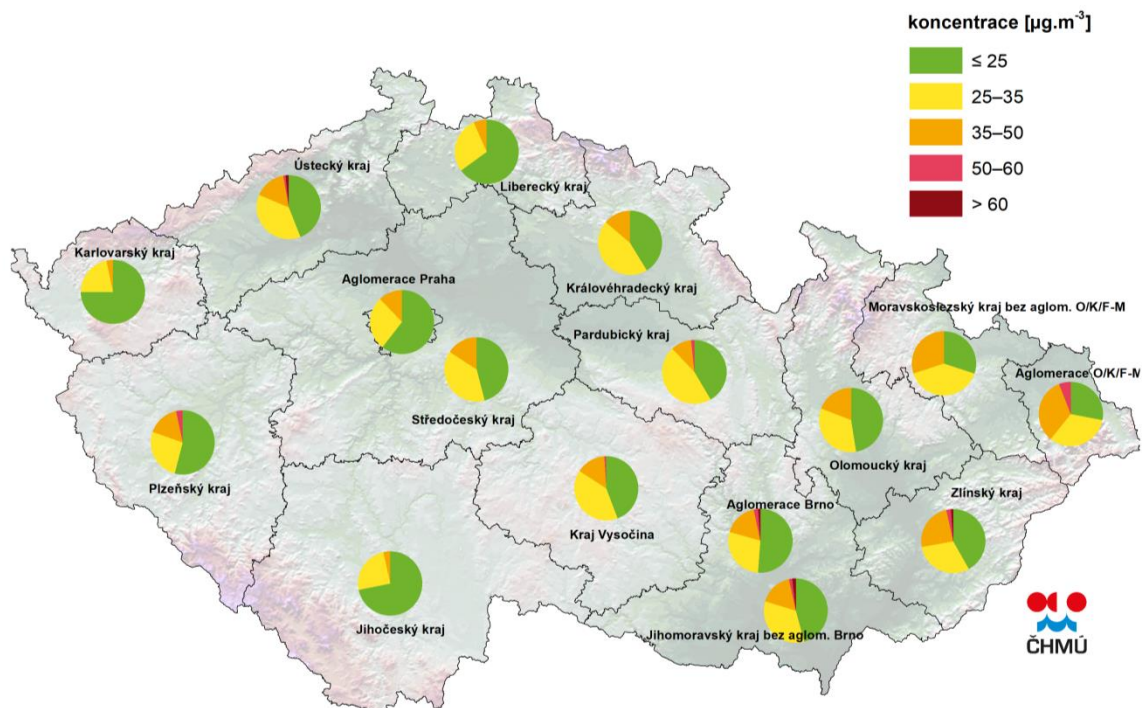 koncentrace [µg.m⁻³]
≤ 25
25–35
35–50
50–60
> 60
Ústecký kraj
Liberecký kraj
Karlovarský kraj
Aglomerace Praha
Královéhradecký kraj
Moravskoslezský kraj bez aglom. O/K/F-M
Pardubický kraj
Aglomerace O/K/F-M
Středočeský kraj
Olomoucký kraj
Plzeňský kraj
Zlínský kraj
Aglomerace Brno
Kraj Vysočina
Jihočeský kraj
Jihomoravský kraj bez aglom. Brno
ČHMÚ